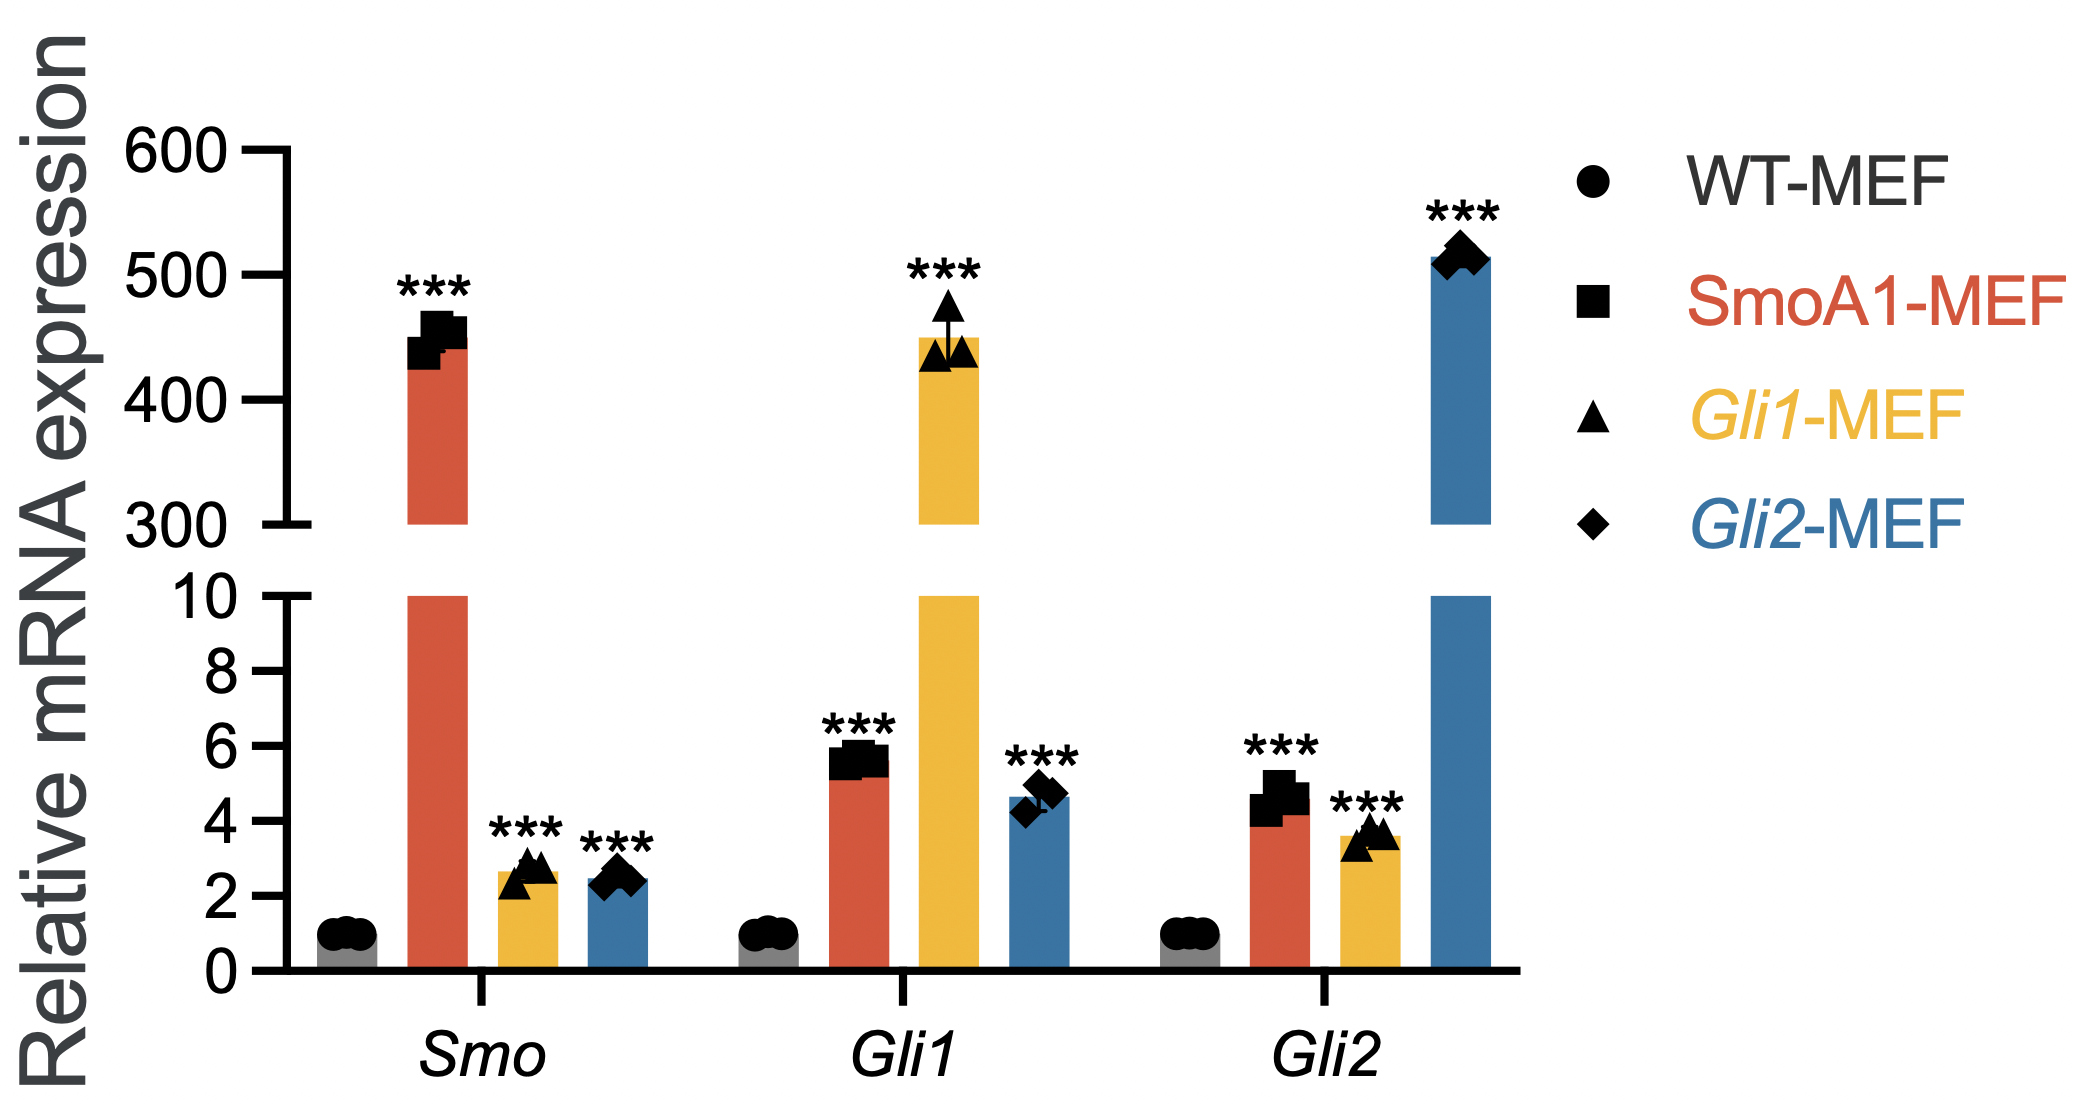 Relative mRNA expression
600
500
400
300
10
8
6
4
2
0
***
***
***
***
***
***
***
***
***
Smo
Gli1
Gli2
WT-MEF
SmoA1-MEF
Gli1-MEF
Gli2-MEF